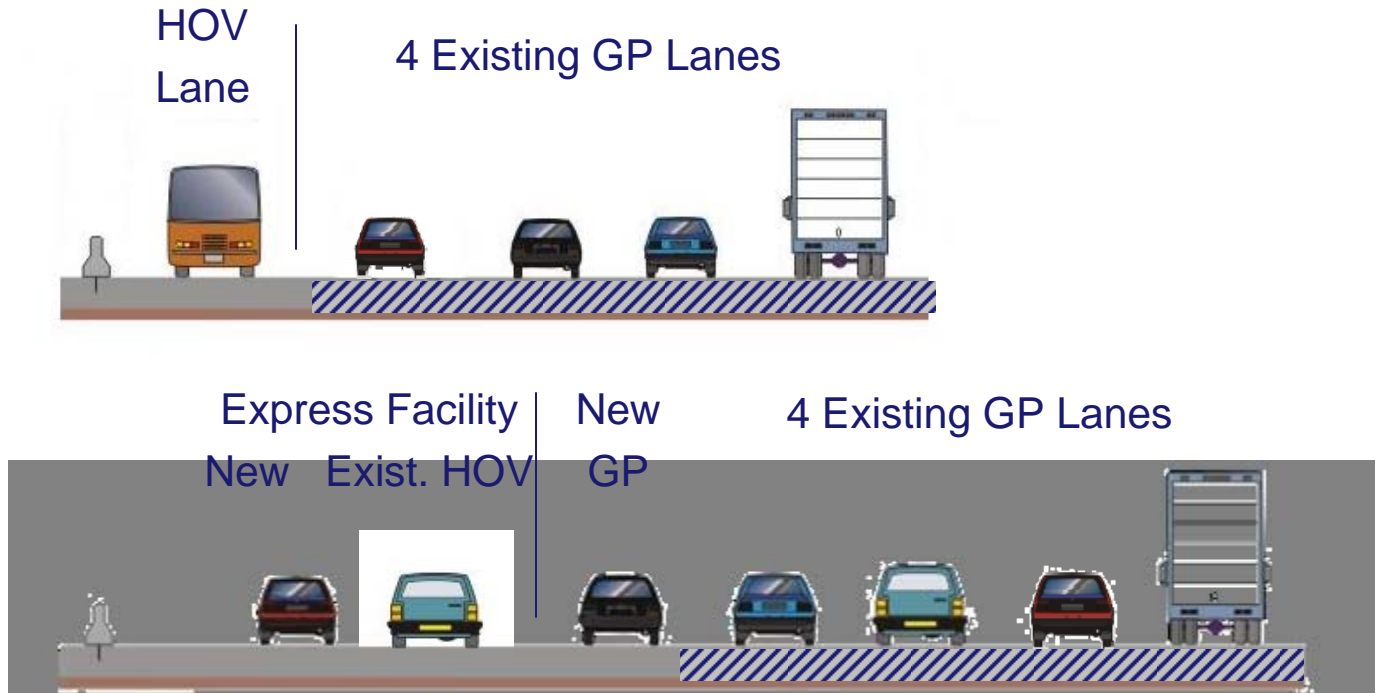 HOV
Lane
4 Existing GP Lanes
Express Facility
New Exist. HOV
New
GP
4 Existing GP Lanes